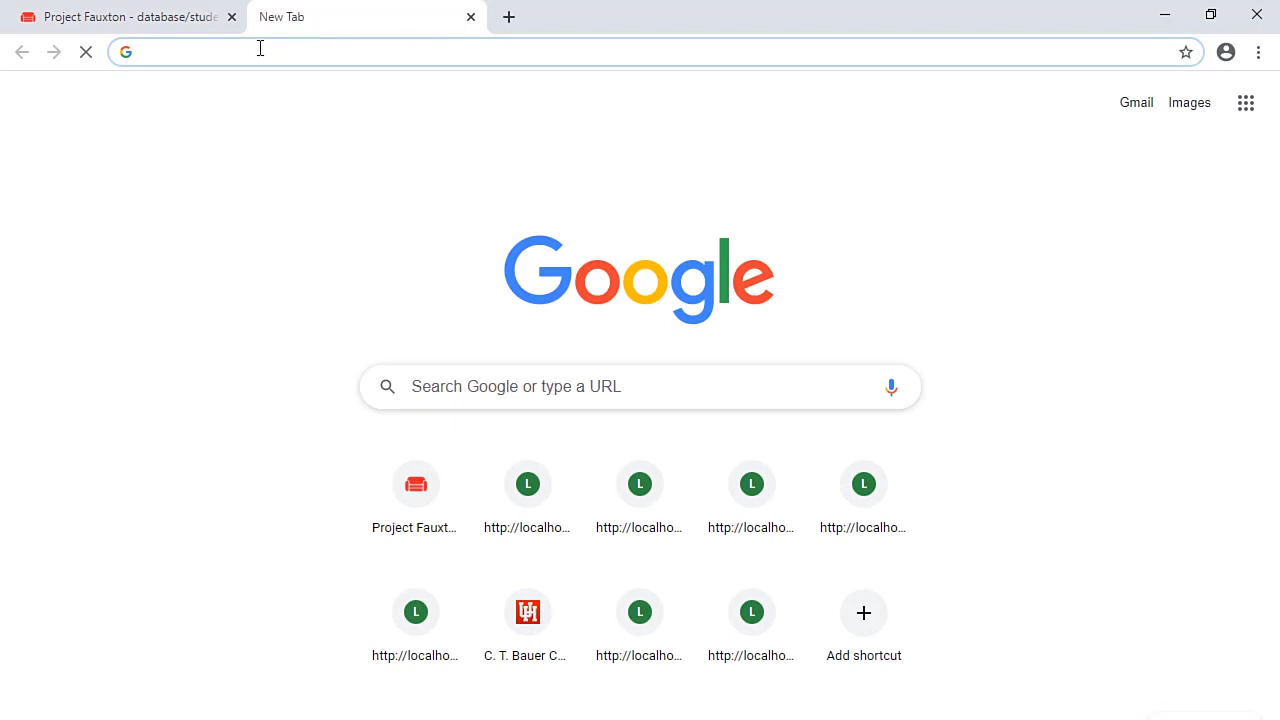 Project Fauxton - database/stude
New Tab
Gmail Images
Google
Search Google or type a URL
L L L L
Project Fauxt... http://localho... http://localho... http://localho... http://localho...
L UH L L
http://localho... C. T. Bauer C... http://localho... http://localho... Add shortcut